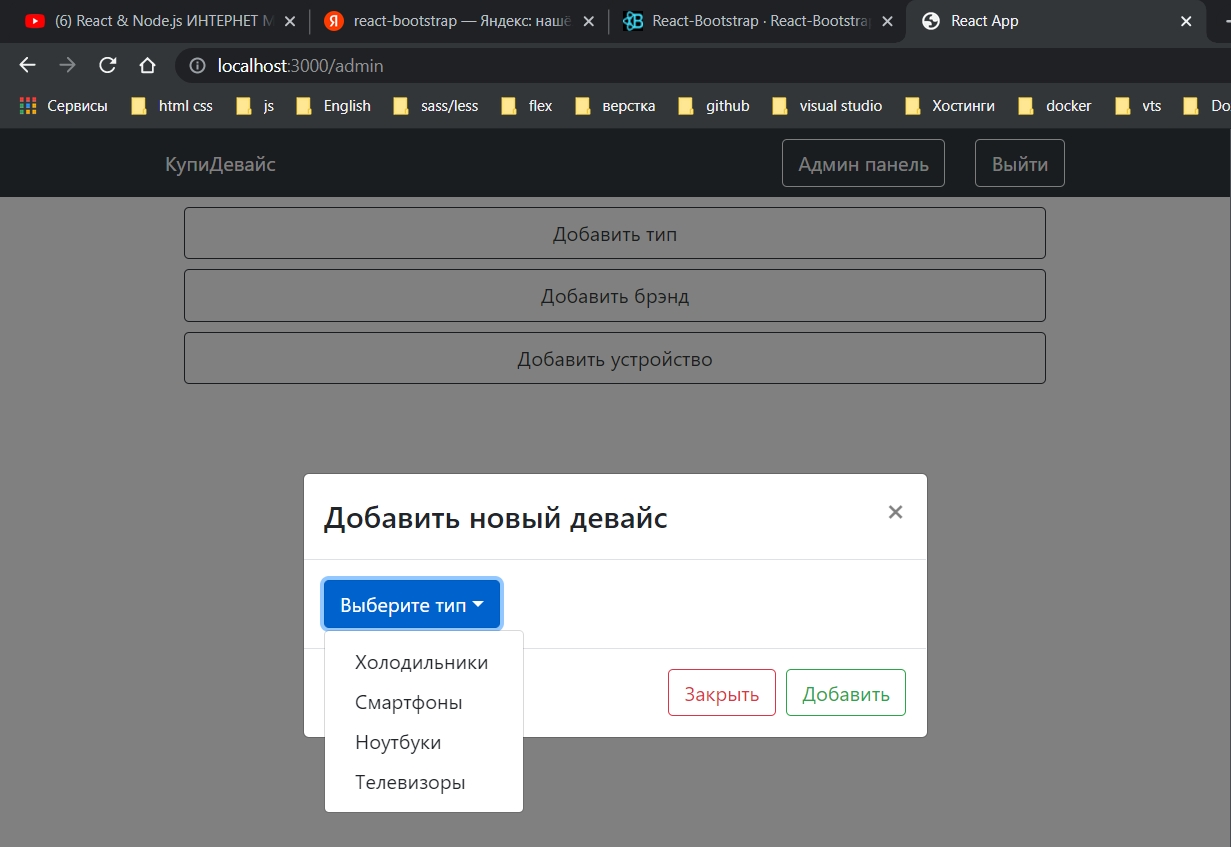 (6) React & Node.js ИНТЕРНЕТ
react-bootstrap — Яндекс: нашё
React-Bootstrap · React-Bootstra
React App
localhost:3000/admin
Сервисы
html css
js
English
sass/less
flex
верстка
github
visual studio
Хостинги
docker
vts
Do
КупиДевайс
Админ панель
Выйти
Добавить тип
Добавить брэнд
Добавить устройство
Добавить новый девайс
×
Выберите тип
Холодильники
Смартфоны
Ноутбуки
Телевизоры
Закрыть
Добавить